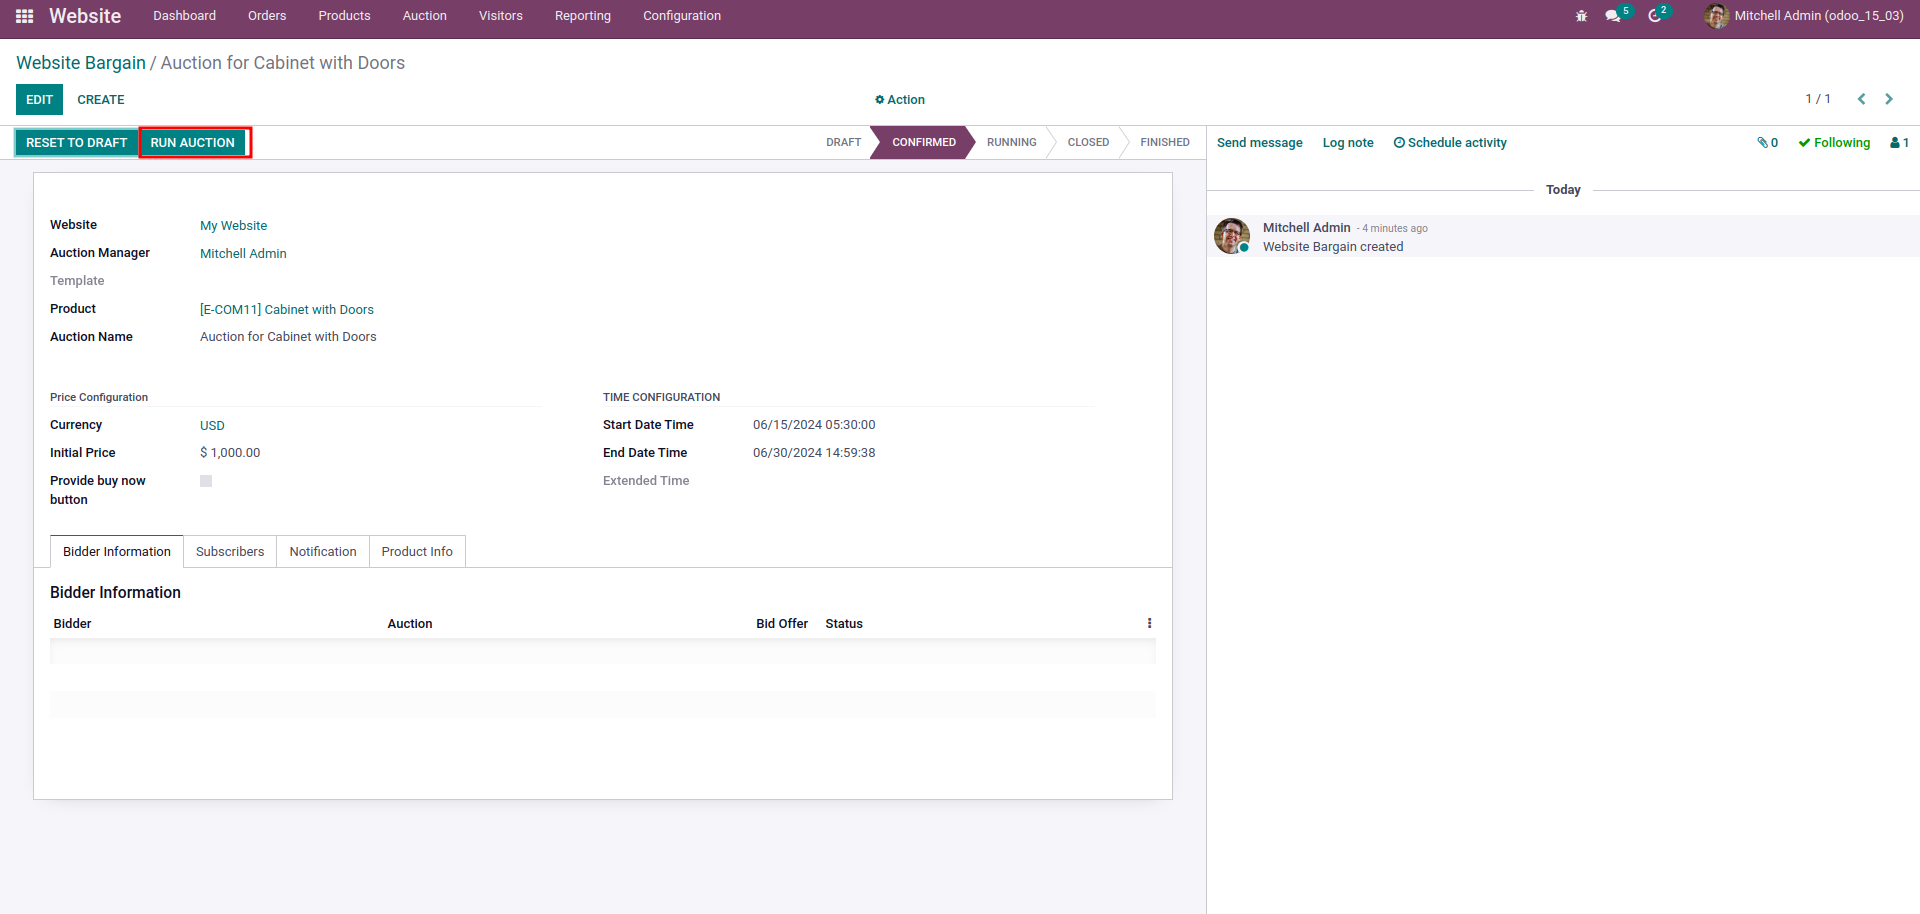 Website Dashboard Orders Products Auction Visitors Reporting Configuration 5 2 Mitchell Admin (odoo_15_03)
Website Bargain / Auction for Cabinet with Doors
EDIT CREATE Action 1 / 1
RESET TO DRAFT RUN AUCTION DRAFT CONFIRMED RUNNING CLOSED FINISHED
Send message Log note Schedule activity 0 Following 1
Today
Mitchell Admin - 4 minutes ago
Website Bargain created
Website My Website
Auction Manager Mitchell Admin
Template
Product [E-COM11] Cabinet with Doors
Auction Name Auction for Cabinet with Doors
Price Configuration
Currency USD
Initial Price $ 1,000.00
Provide buy now
button
TIME CONFIGURATION
Start Date Time 06/15/2024 05:30:00
End Date Time 06/30/2024 14:59:38
Extended Time
Bidder Information Subscribers Notification Product Info
Bidder Information
Bidder Auction Bid Offer Status